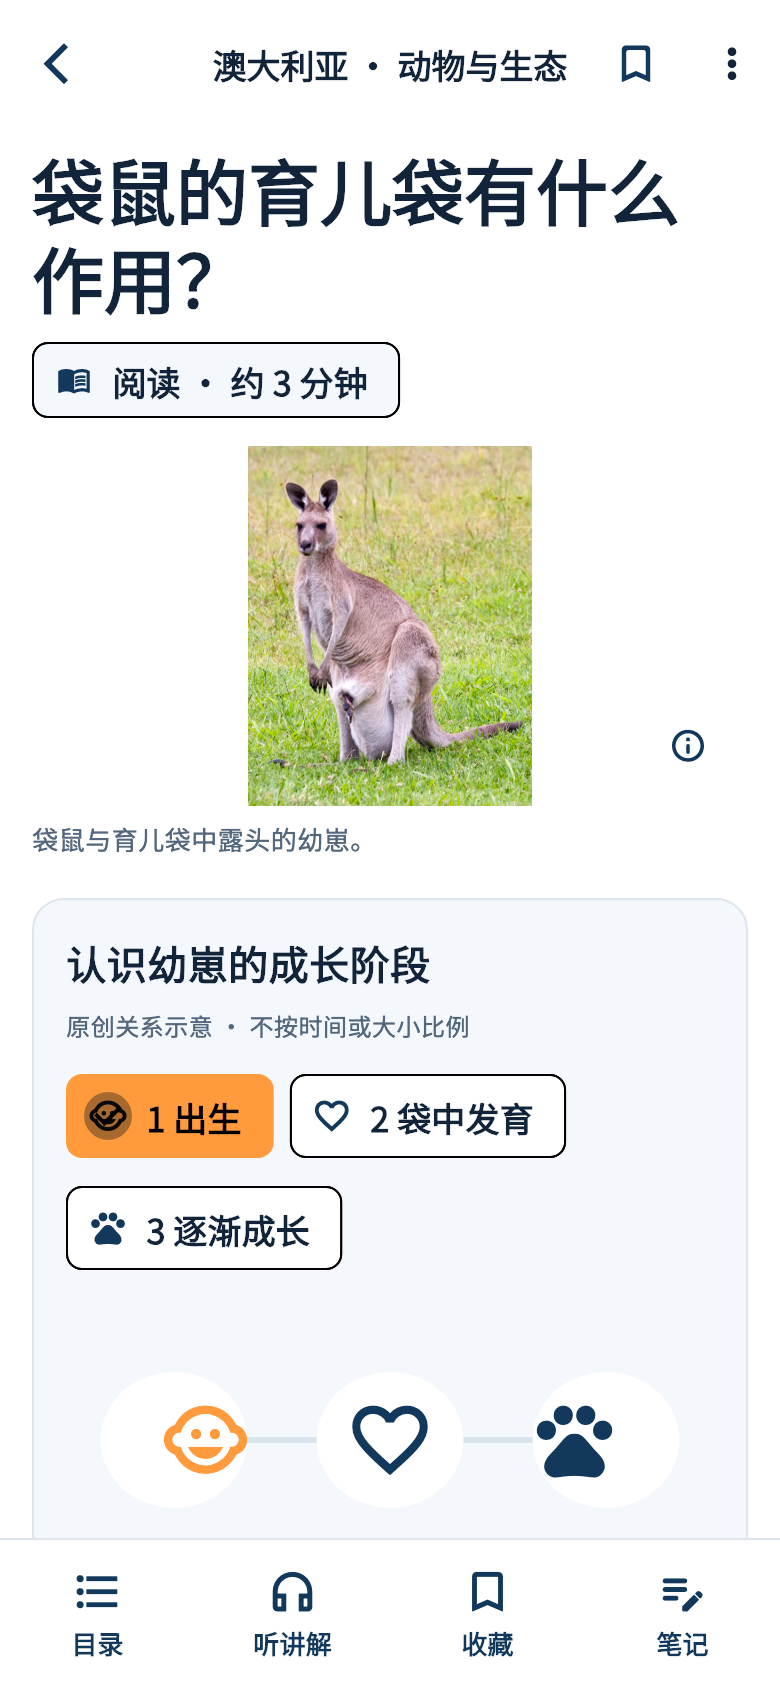 澳大利亚 · 动物与生态
袋鼠的育儿袋有什么
作用？
阅读 · 约 3 分钟
袋鼠与育儿袋中露头的幼崽。
认识幼崽的成长阶段
原创关系示意 · 不按时间或大小比例
1 出生
2 袋中发育
3 逐渐成长
目录
听讲解
收藏
笔记